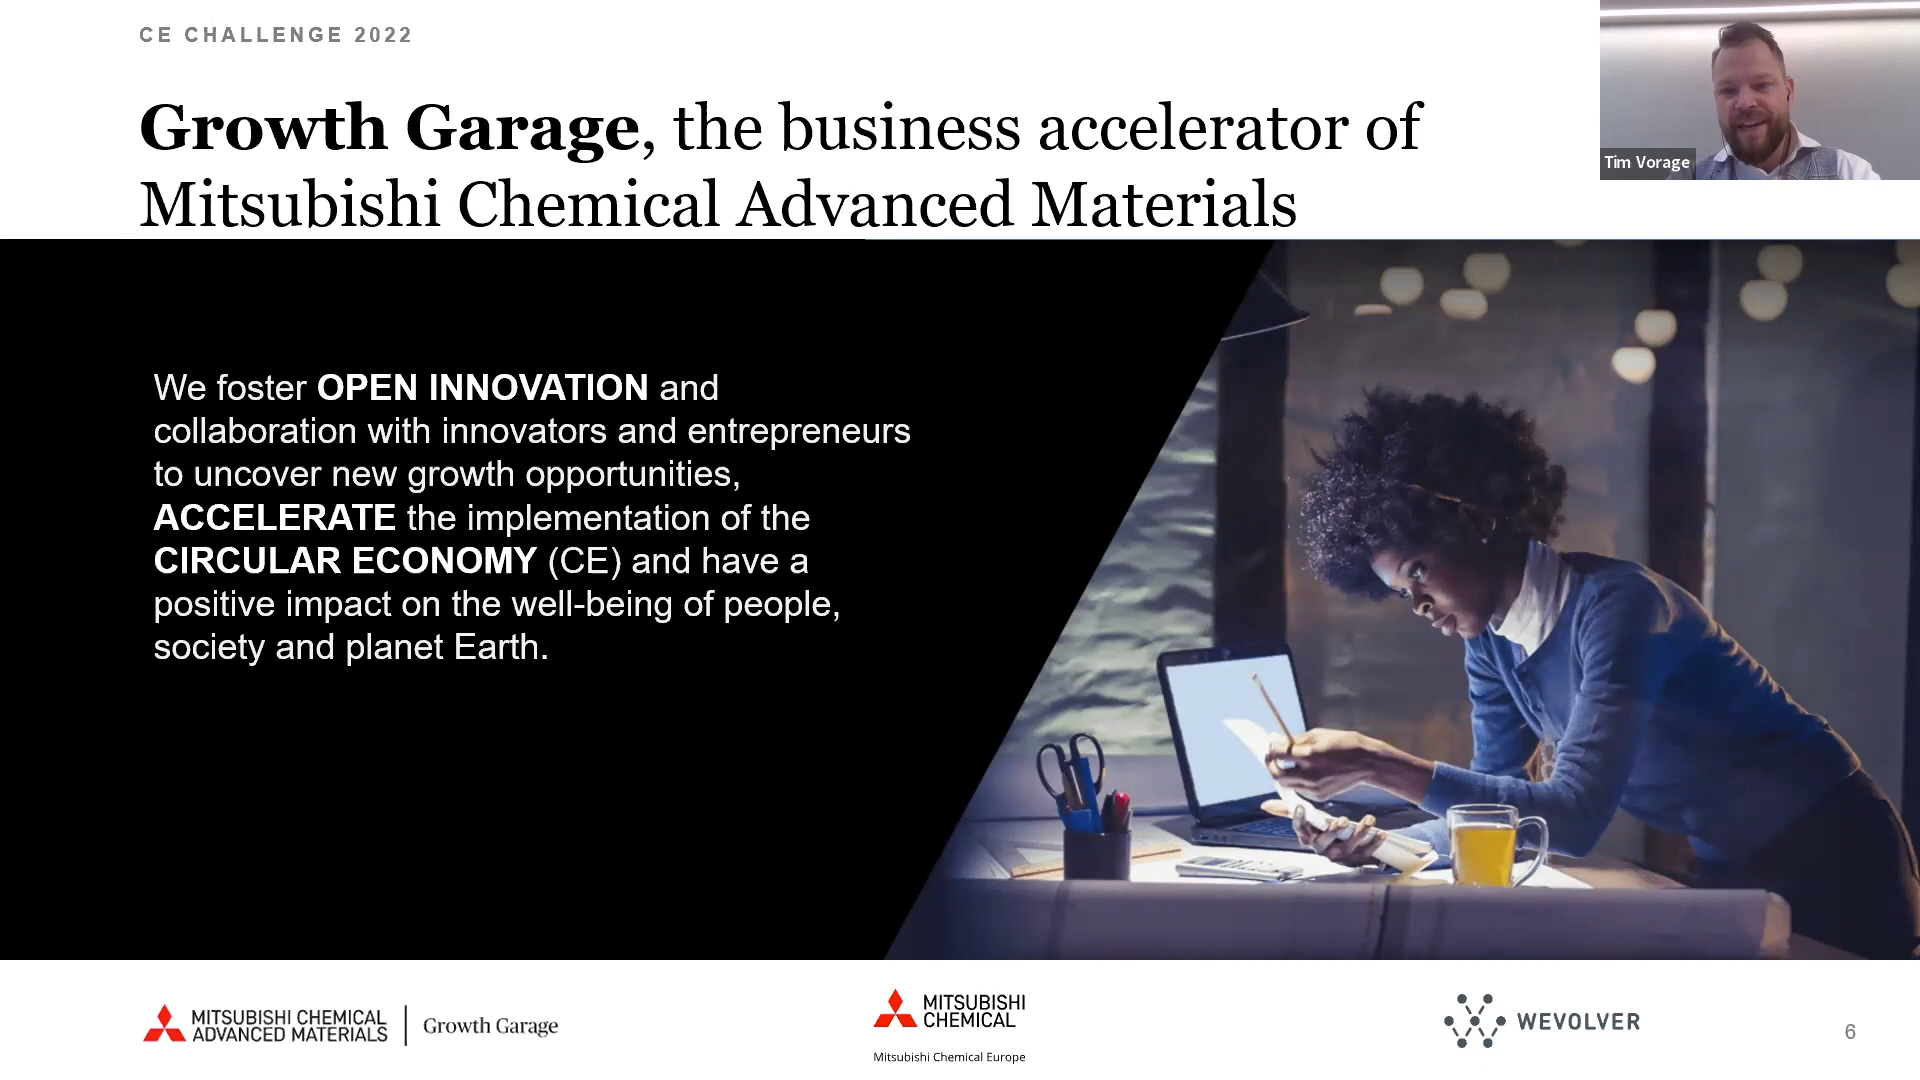 CE CHALLENGE 2022
Growth Garage, the business accelerator of
Mitsubishi Chemical Advanced Materials
Tim Vorage
We foster OPEN INNOVATION and
collaboration with innovators and entrepreneurs
to uncover new growth opportunities,
ACCELERATE the implementation of the
CIRCULAR ECONOMY (CE) and have a
positive impact on the well-being of people,
society and planet Earth.
MITSUBISHI CHEMICAL
ADVANCED MATERIALS
Growth Garage
MITSUBISHI
CHEMICAL
Mitsubishi Chemical Europe
WEVOLVER
6